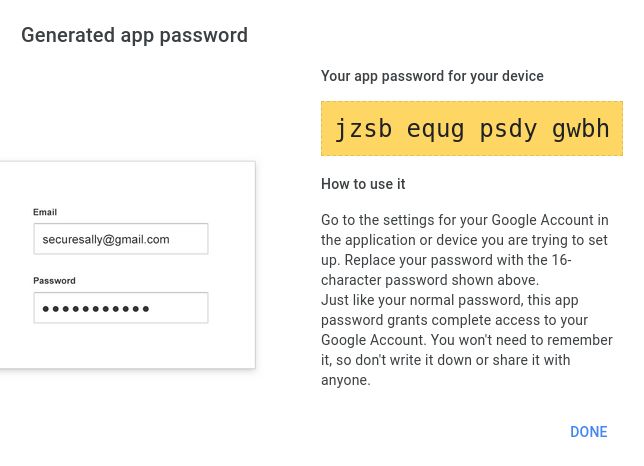 Generated app password
Your app password for your device
jzsb equg psdy gwbh
Email
securesally@gmail.com
Password
How to use it
Go to the settings for your Google Account in
the application or device you are trying to set
up. Replace your password with the 16-
character password shown above.
Just like your normal password, this app
password grants complete access to your
Google Account. You won't need to remember
it, so don't write it down or share it with
anyone.
DONE